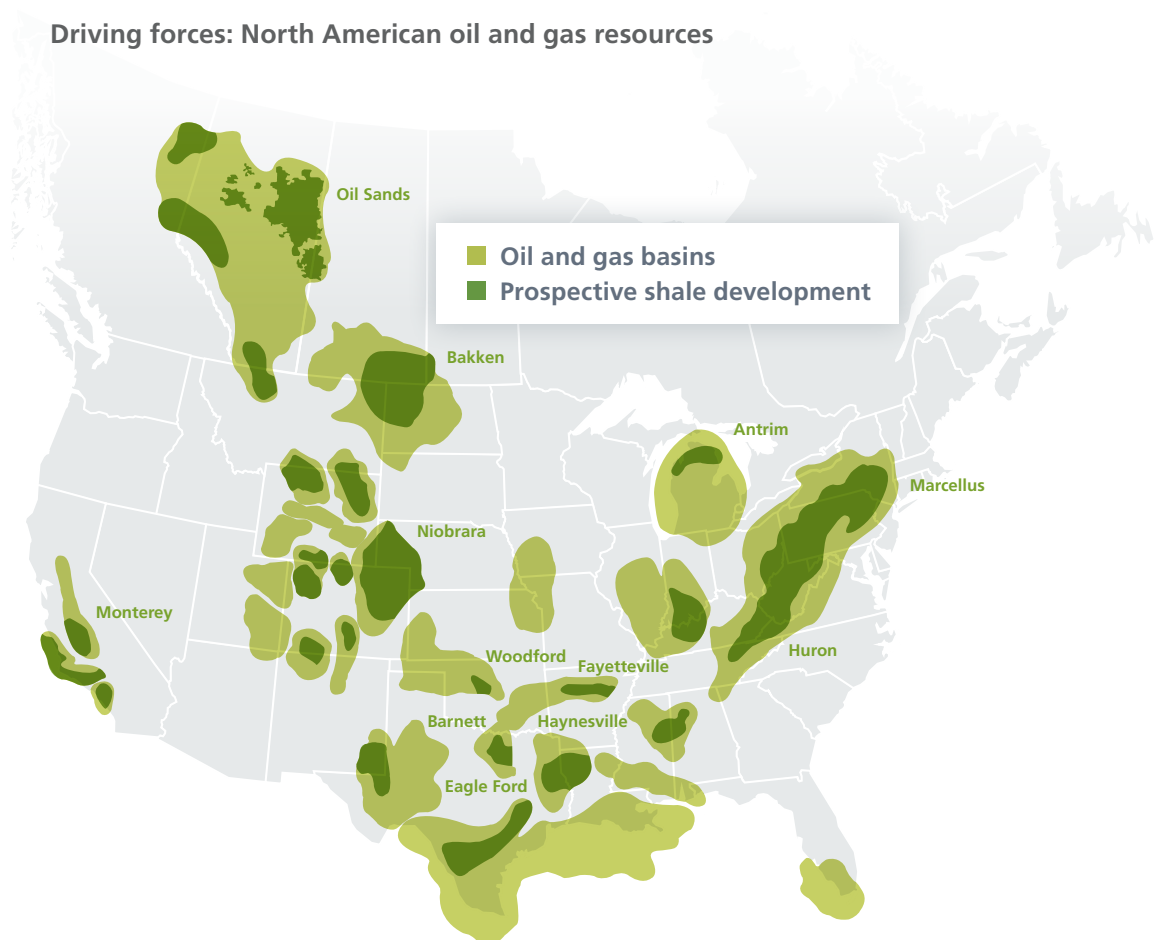 Driving forces: North American oil and gas resources
Oil Sands
Oil and gas basins
Prospective shale development
Bakken
Antrim
Marcellus
Niobrara
Monterey
Huron
Woodford
Fayetteville
Barnett
Haynesville
Eagle Ford